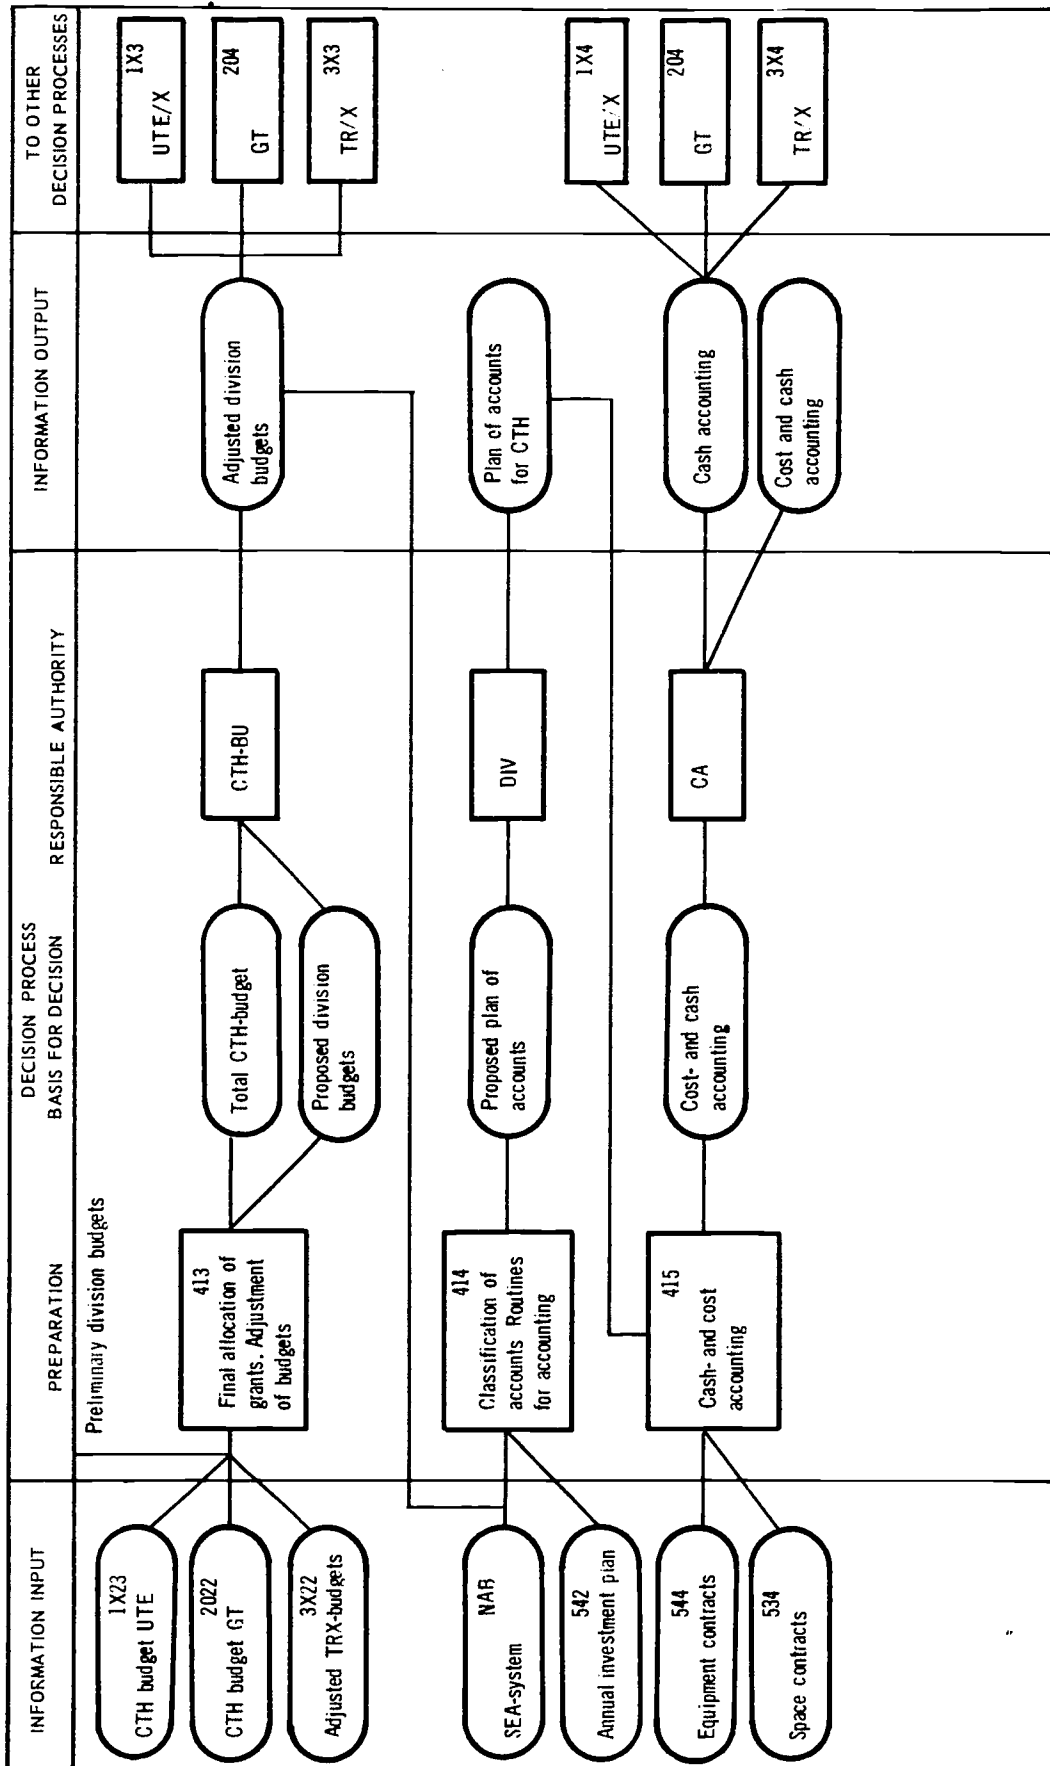 INFORMATION INPUT
DECISION PROCESS
PREPARATION
BASIS FOR DECISION
RESPONSIBLE AUTHORITY
INFORMATION OUTPUT
TO OTHER
DECISION PROCESSES
Preliminary division budgets
1X23
CTH budget UTE
2022
CTH budget GT
3X22
Adjusted TRX-budgets
413
Final allocation of
grants. Adjustment
of budgets
Total CTH-budget
Proposed division
budgets
CTH-BU
Adjusted division
budgets
1X3
UTE/X
204
GT
3X3
TR/X
NAB
SEA-system
542
Annual investment plan
414
Classification of
accounts Routines
for accounting
Proposed plan of
accounts
DIV
Plan of accounts
for CTH
544
Equipment contracts
534
Space contracts
415
Cash- and cost
accounting
Cost- and cash
accounting
CA
Cash accounting
Cost and cash
accounting
1X4
UTE/X
204
GT
3X4
TR/X